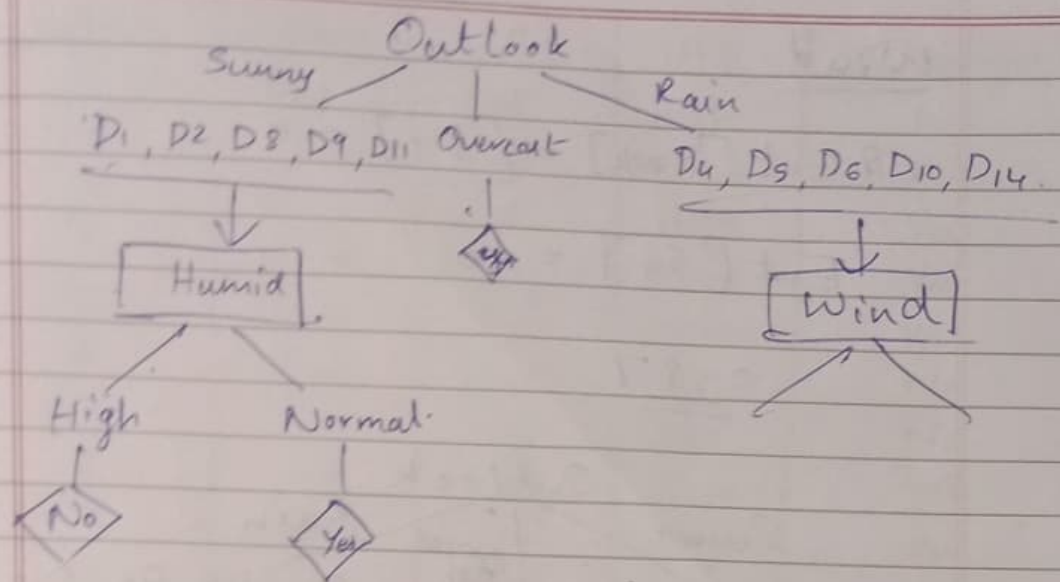 Outlook
Sunny
Rain
D1, D2, D8, D9, D11 Overcast
D4, D5, D6, D10, D14
Humid
Wind
High
Normal
No
Yes